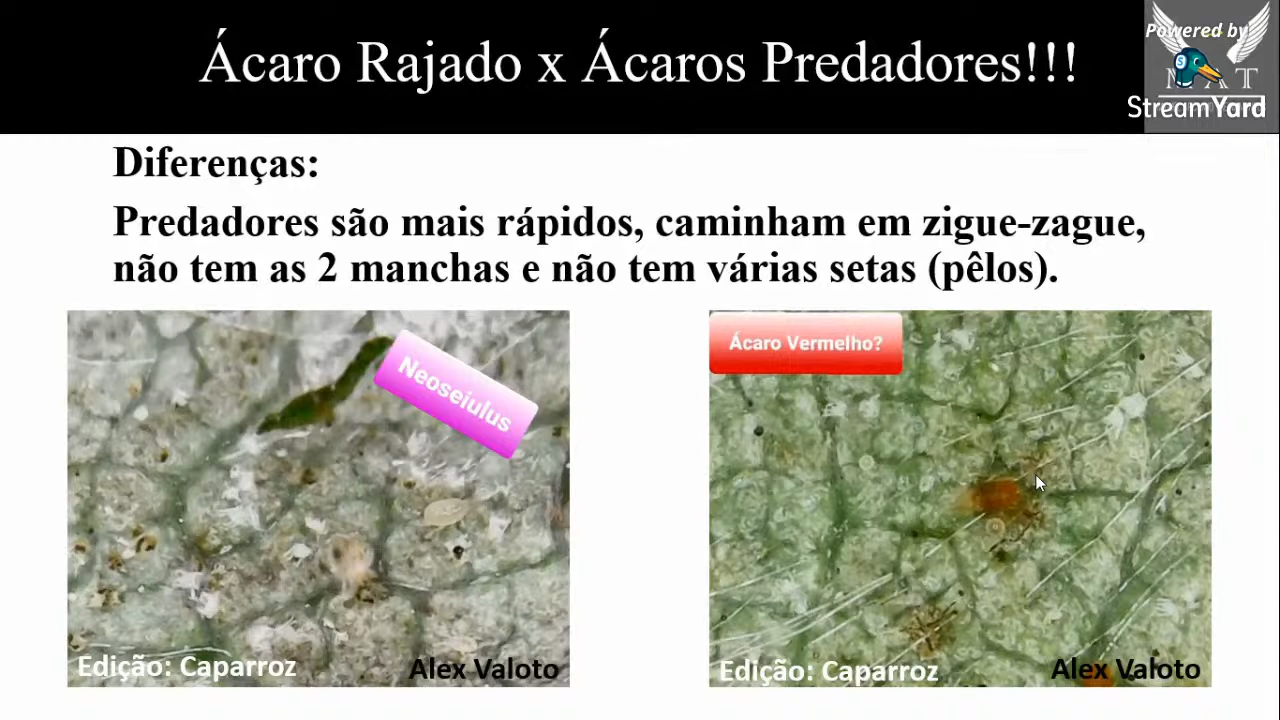 Ácaro Rajado x Ácaros Predadores!!!
Powered by
StreamYard
Diferenças:
Predadores são mais rápidos, caminham em zigue-zague,
não tem as 2 manchas e não tem várias setas (pêlos).
Neoseiulus
Edição: Caparroz
Alex Valoto
Ácaro Vermelho?
Edição: Caparroz
Alex Valoto